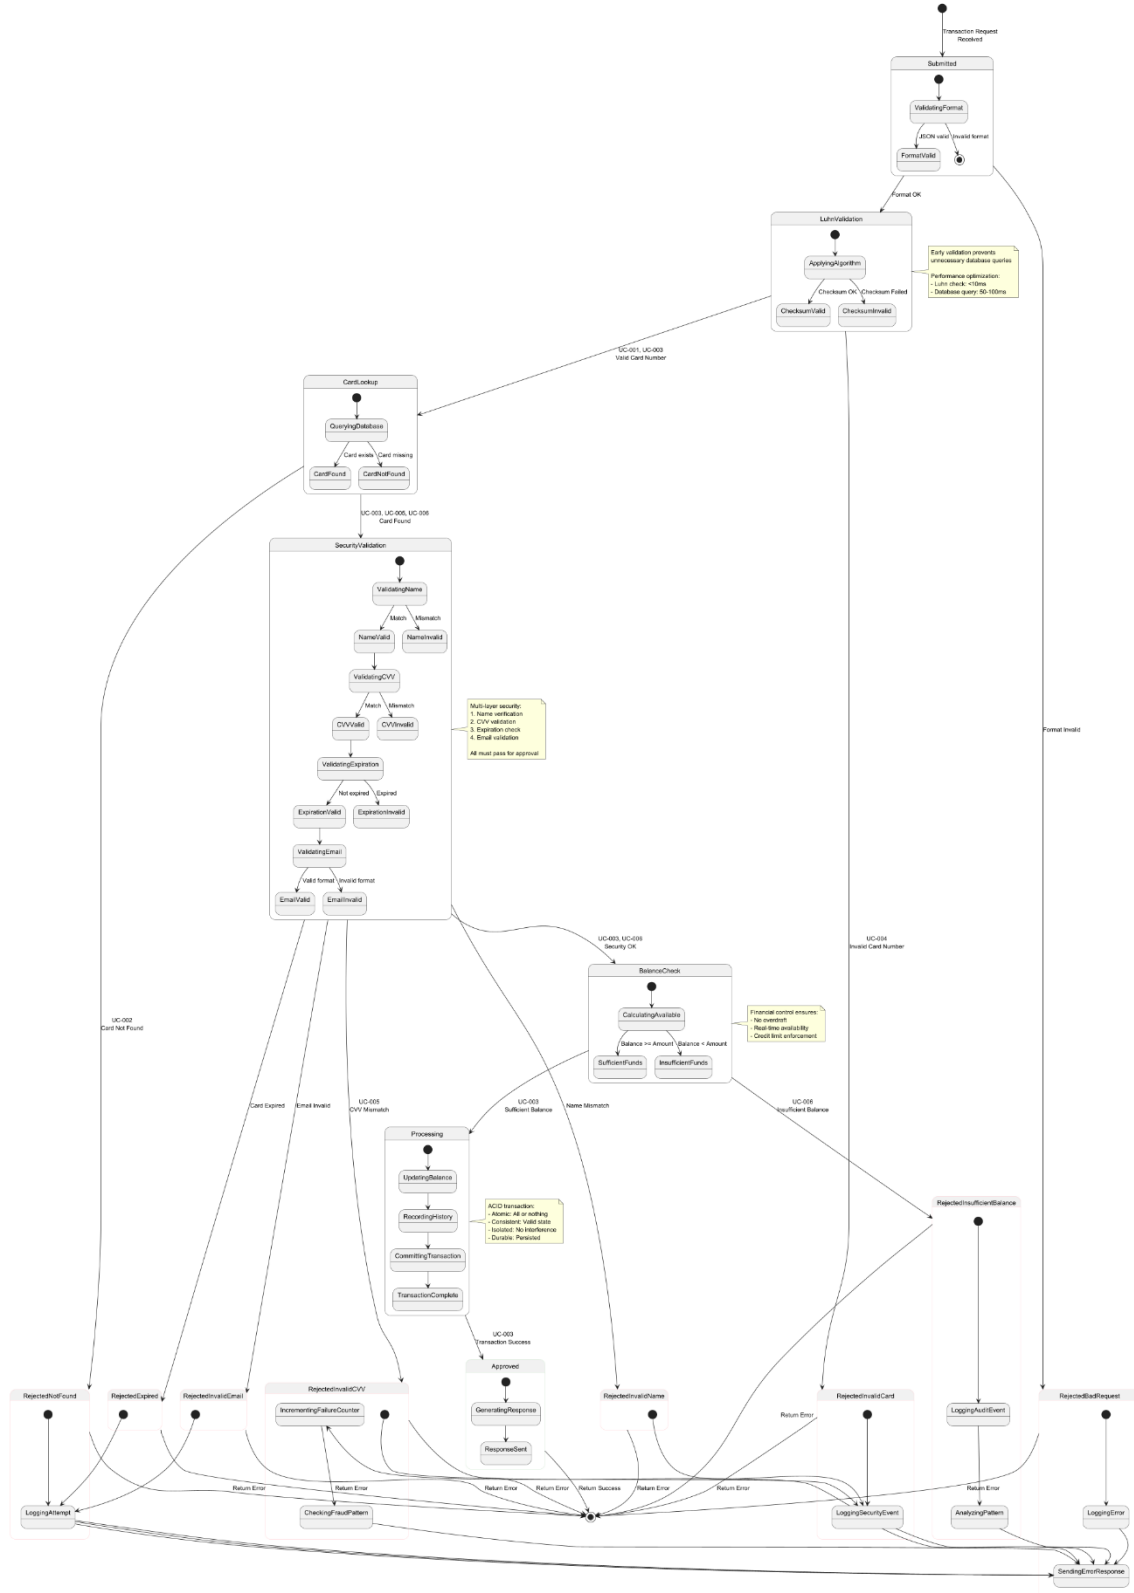 Transaction Request
Received
Submitted
ValidatingFormat
JSON valid
Invalid format
FormatValid
Format OK
LuhnValidation
ApplyingAlgorithm
Checksum OK
Checksum Failed
ChecksumValid
ChecksumInvalid
Early validation prevents
unnecessary database queries
Performance optimization:
- Luhn check: <10ms
- Database query: 50-100ms
UC-001, UC-003
Valid Card Number
CardLookup
QueryingDatabase
Card exists
Card missing
CardFound
CardNotFound
Card Found
SecurityValidation
ValidatingName
Match
Mismatch
NameValid
NameInvalid
ValidatingCVV
Match
Mismatch
CVVValid
CVVInvalid
ValidatingExpiration
Not expired
Expired
ExpirationValid
ExpirationInvalid
ValidatingEmail
Valid format
Invalid format
EmailValid
EmailInvalid
Multi-layer security:
1. Name verification
2. CVV validation
3. Expiration check
4. Email validation
All must pass for approval
Format Invalid
UC-003, UC-006
Security OK
UC-004
Invalid Card Number
BalanceCheck
CalculatingAvailable
Balance >= Amount
Balance < Amount
SufficientFunds
InsufficientFunds
Financial control ensures:
- No overdraft
- Real-time availability
- Credit limit enforcement
UC-002
Card Not Found
Card Expired
Email Invalid
UC-005
CVV Mismatch
UC-003
Sufficient Balance
Name Mismatch
UC-006
Insufficient Balance
Processing
UpdatingBalance
RecordingHistory
CommittingTransaction
TransactionComplete
ACID transaction:
- Atomic: All or nothing
- Consistent: Valid state
- Isolated: No interference
- Durable: Persisted
UC-003
Transaction Success
RejectedInsufficientBalance
LoggingAuditEvent
AnalyzingPattern
Approved
GeneratingResponse
ResponseSent
RejectedNotFound
RejectedExpired
RejectedInvalidEmail
RejectedInvalidCVV
IncrementingFailureCounter
CheckingFraudPattern
RejectedInvalidName
RejectedInvalidCard
RejectedBadRequest
Return Error
Return Error
Return Error
Return Error
Return Error
Return Success
Return Error
Return Error
Return Error
LoggingAttempt
LoggingSecurityEvent
LoggingError
SendingErrorResponse